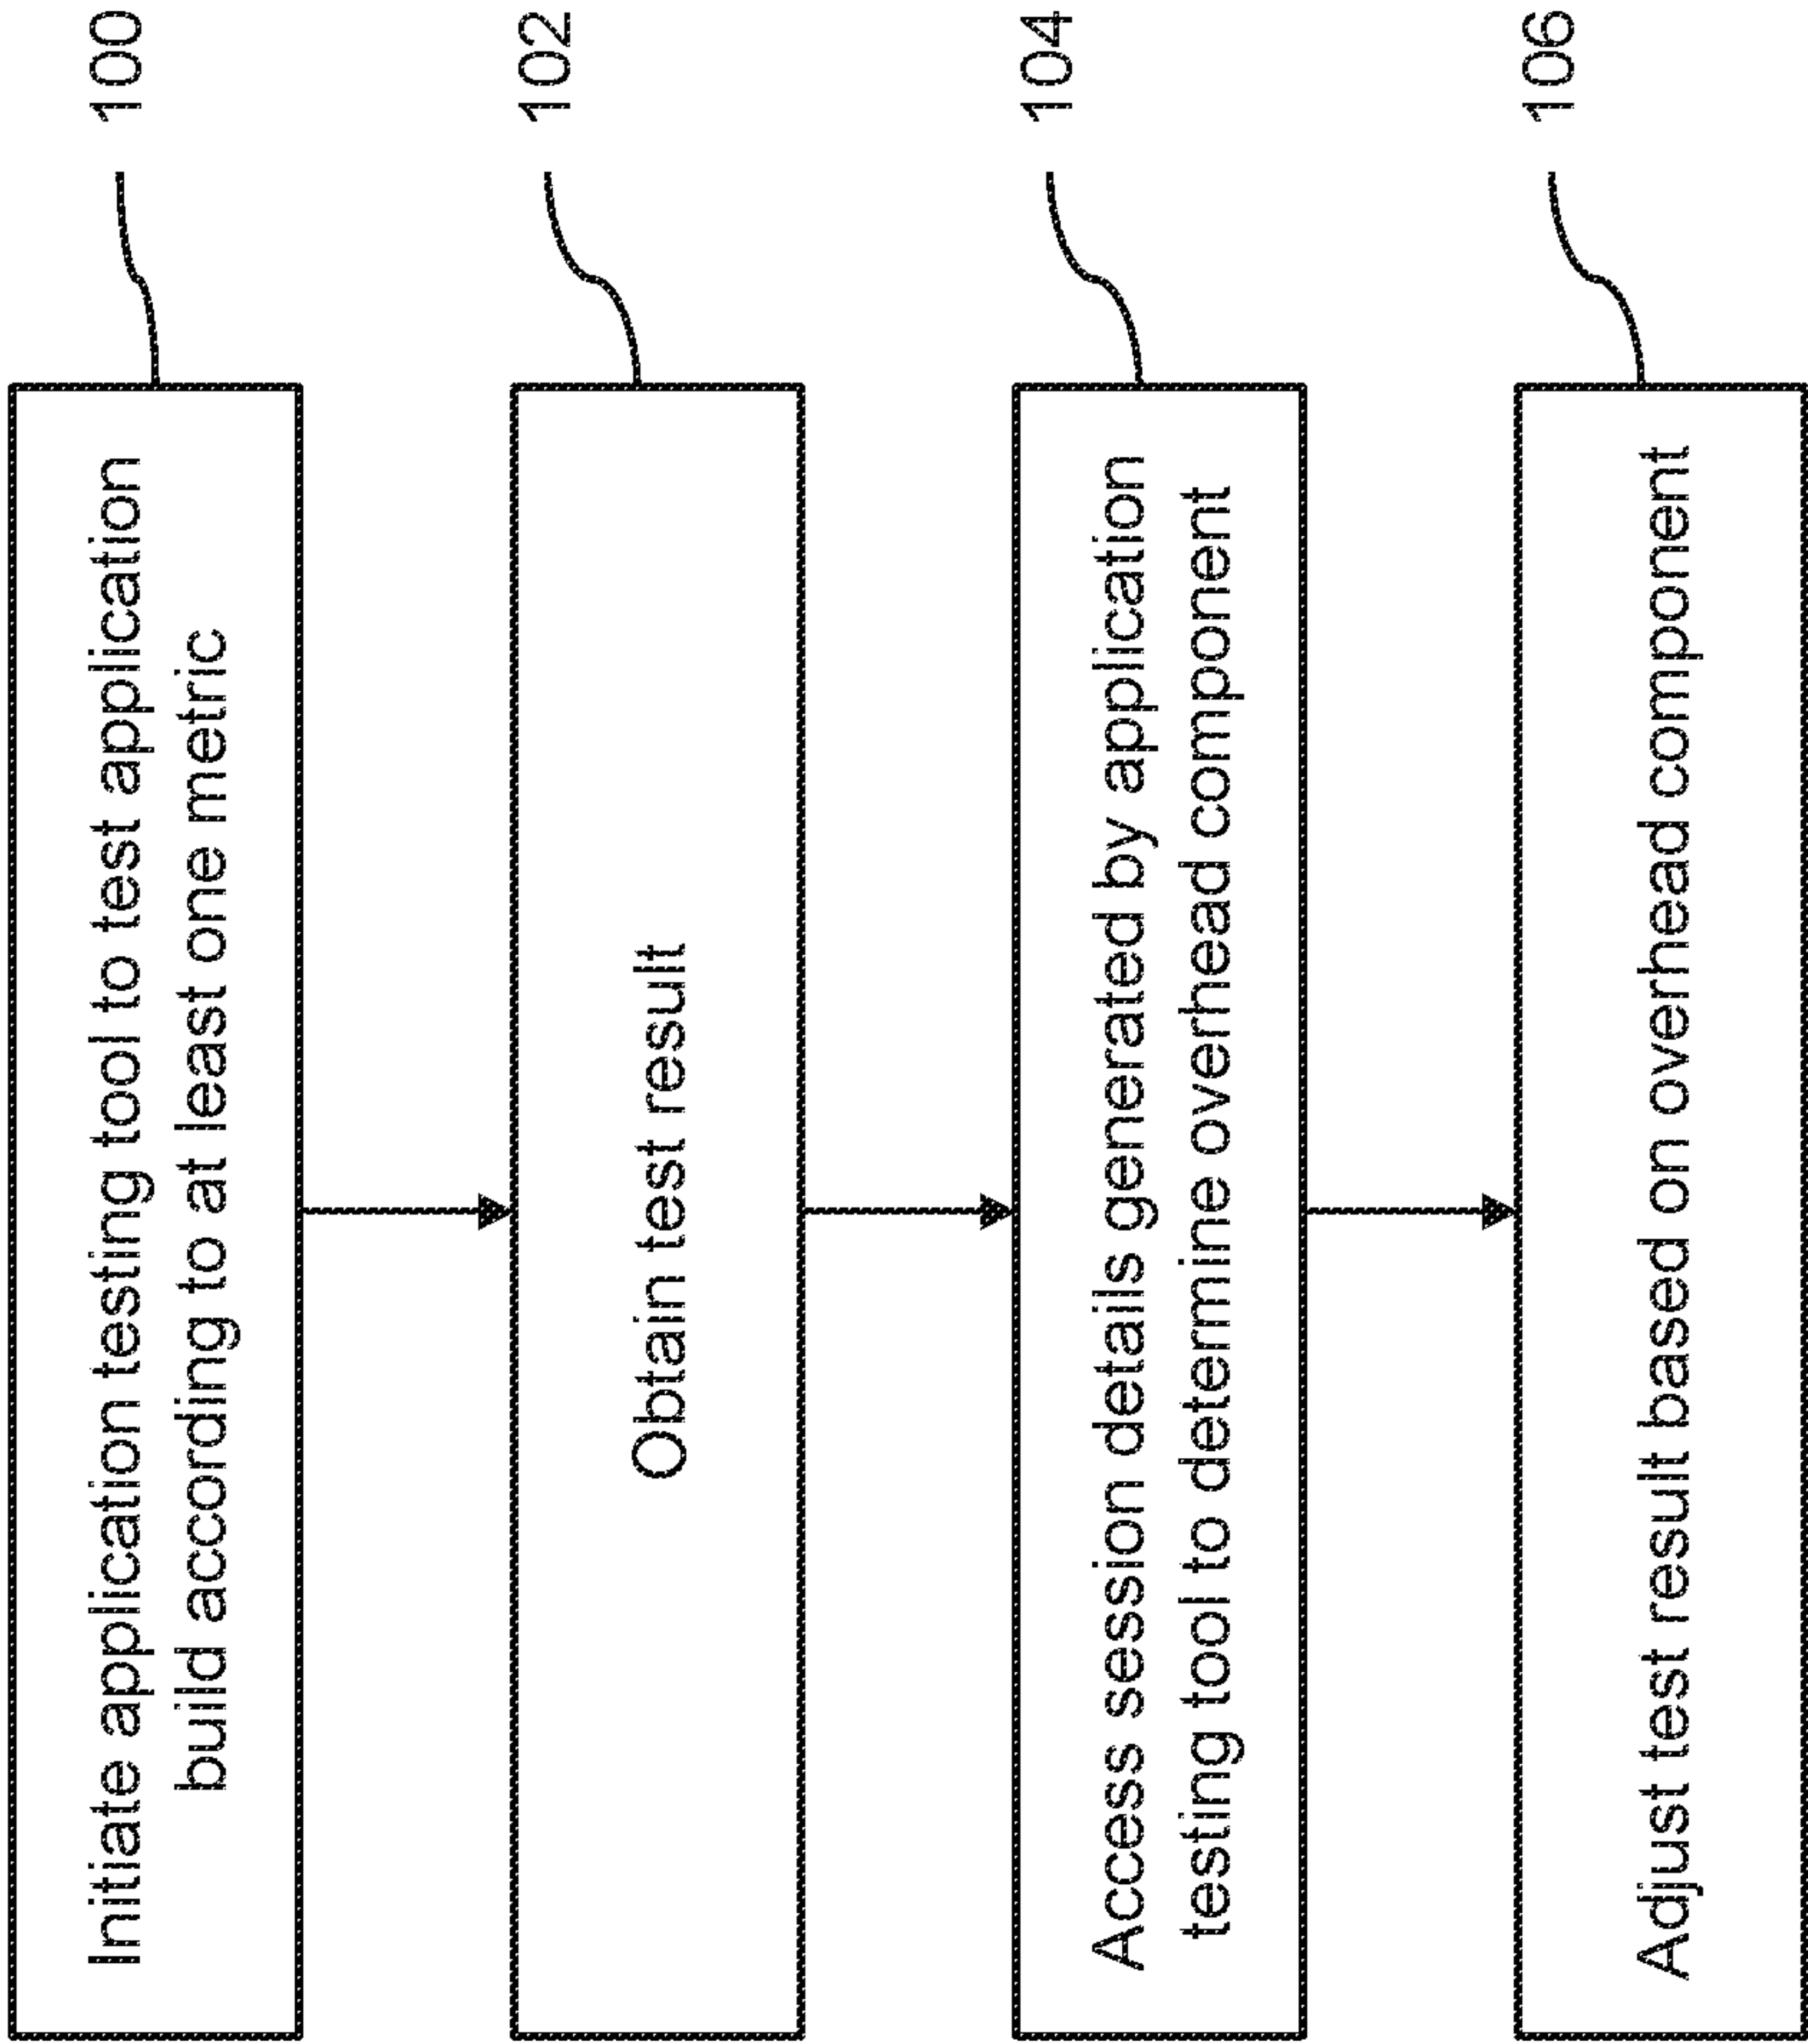 Initiate application testing tool to test application
build according to at least one metric
100
Obtain test result
102
Access session details generated by application
testing tool to determine overhead component
104
Adjust test result based on overhead component
106